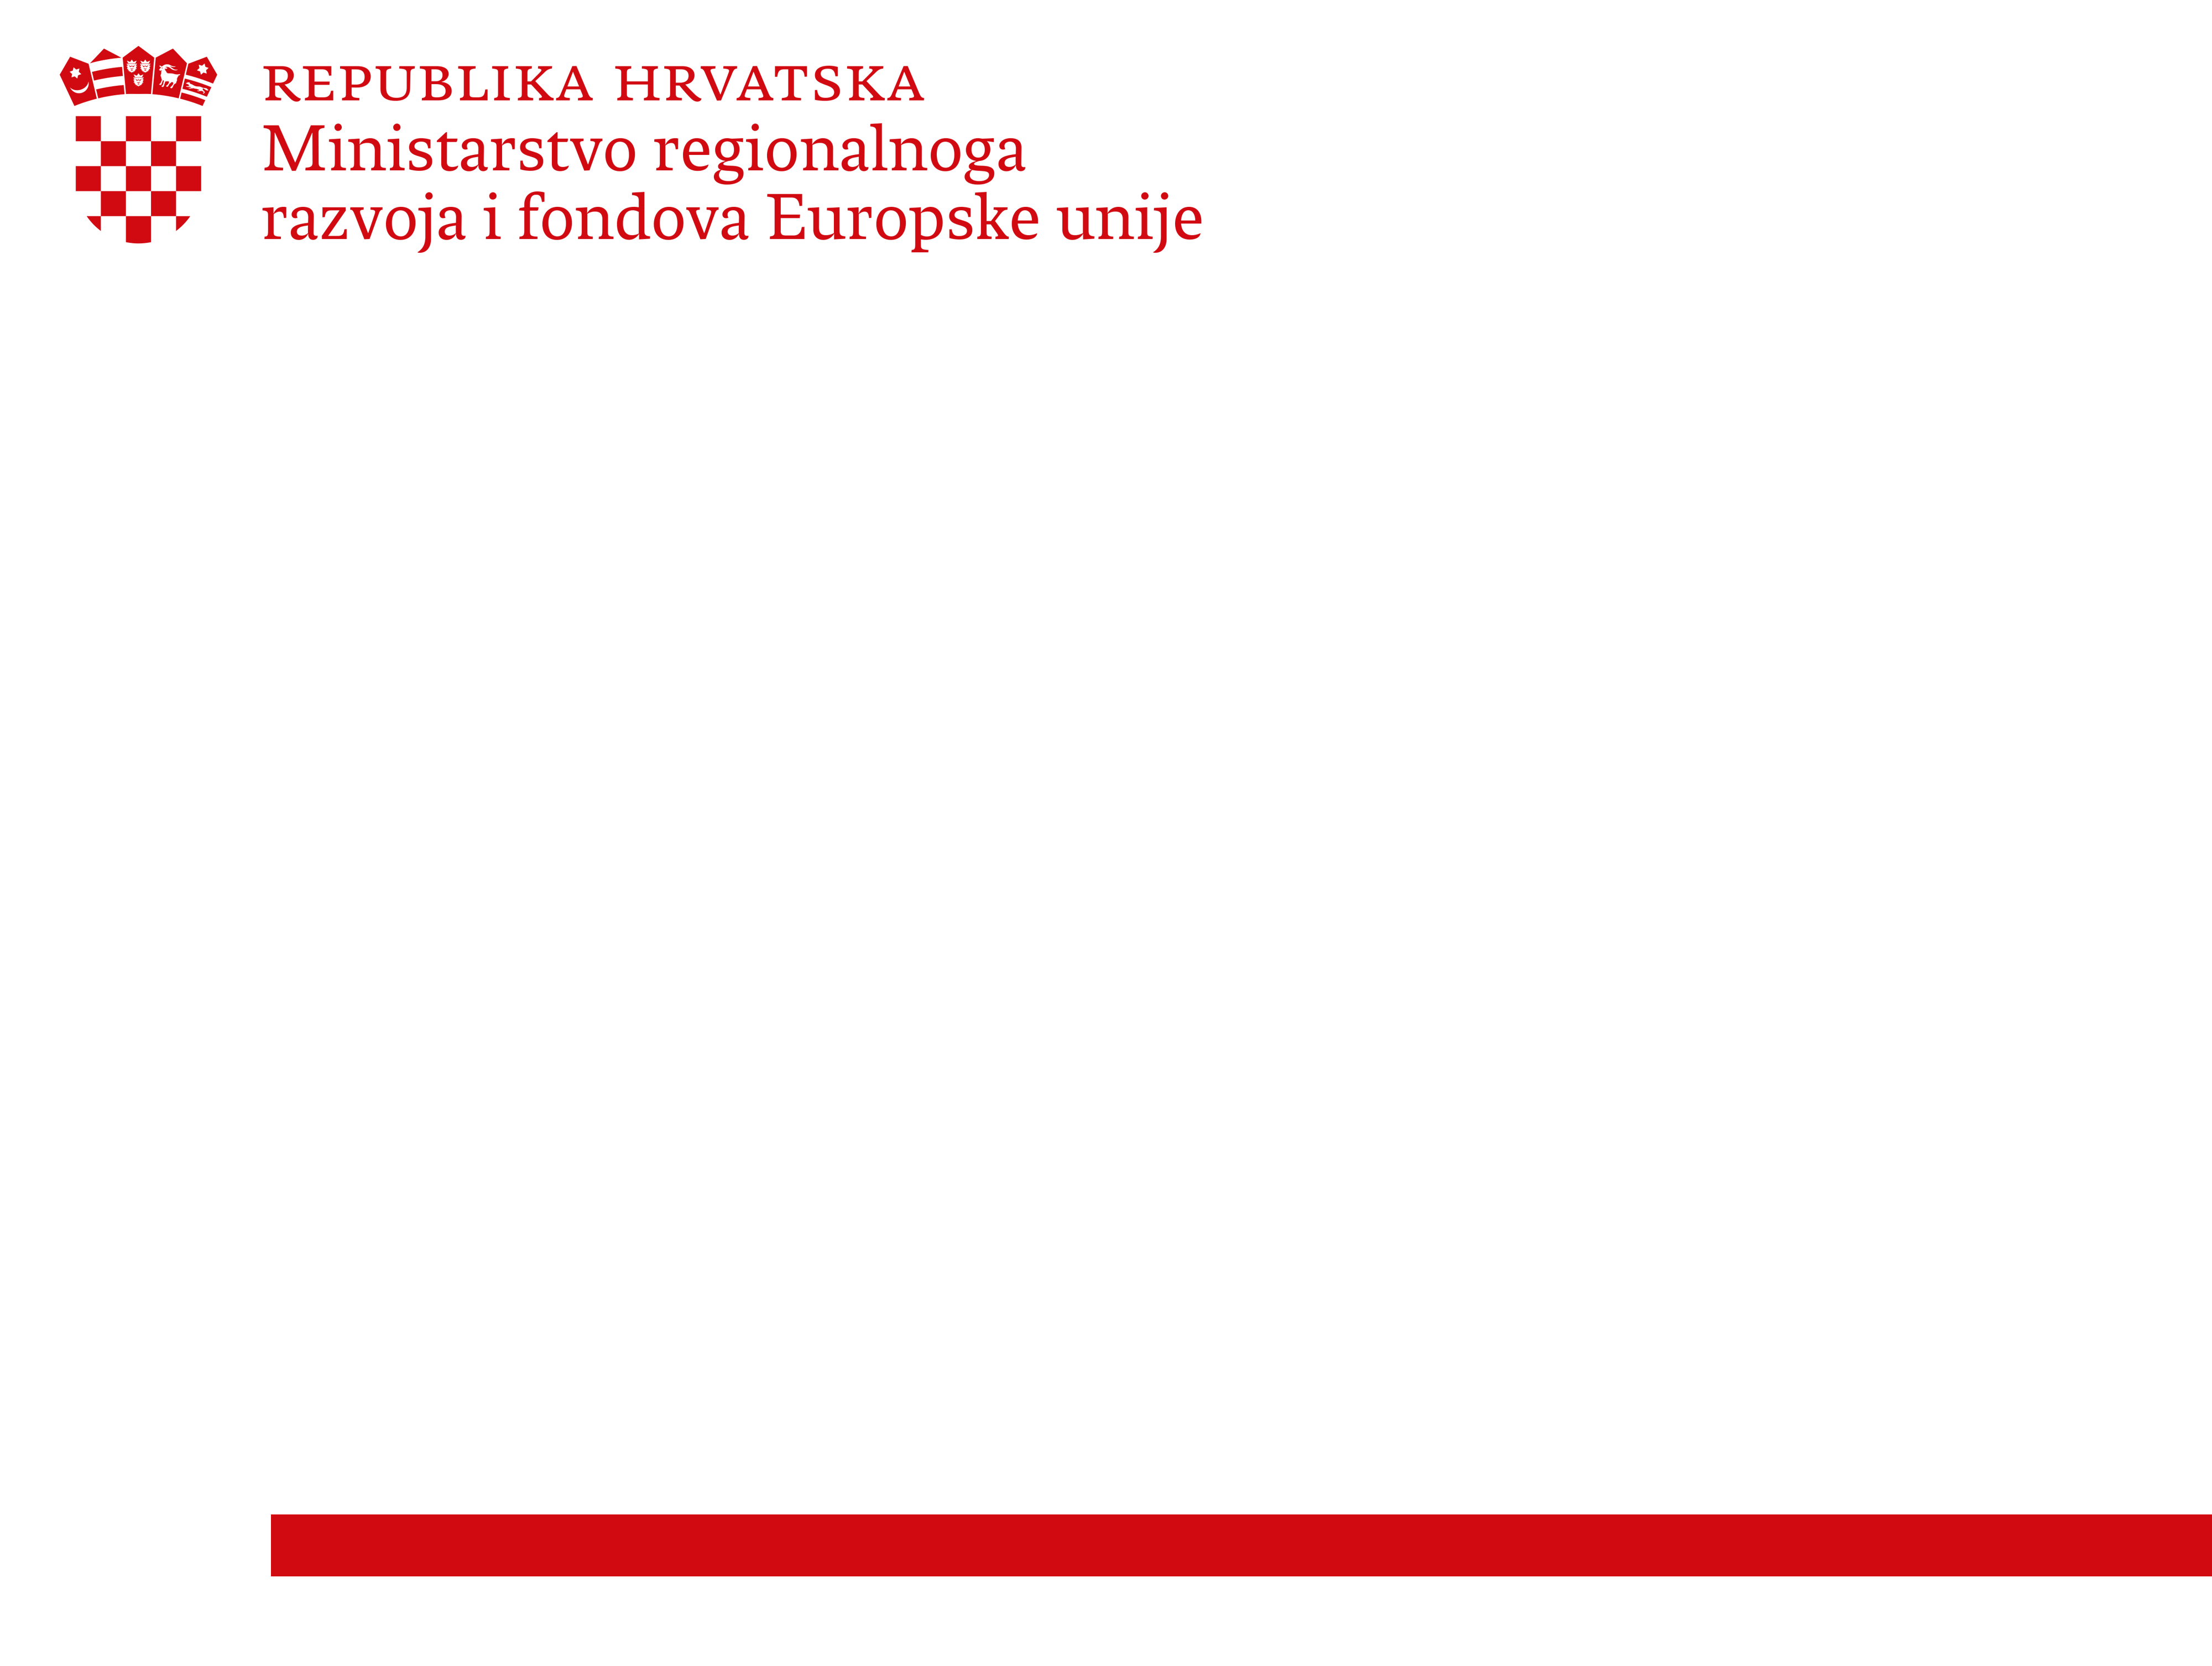 REPUBLIKA HRVATSKA
Ministarstvo regionalnoga
razvoja i fondova Europske unije